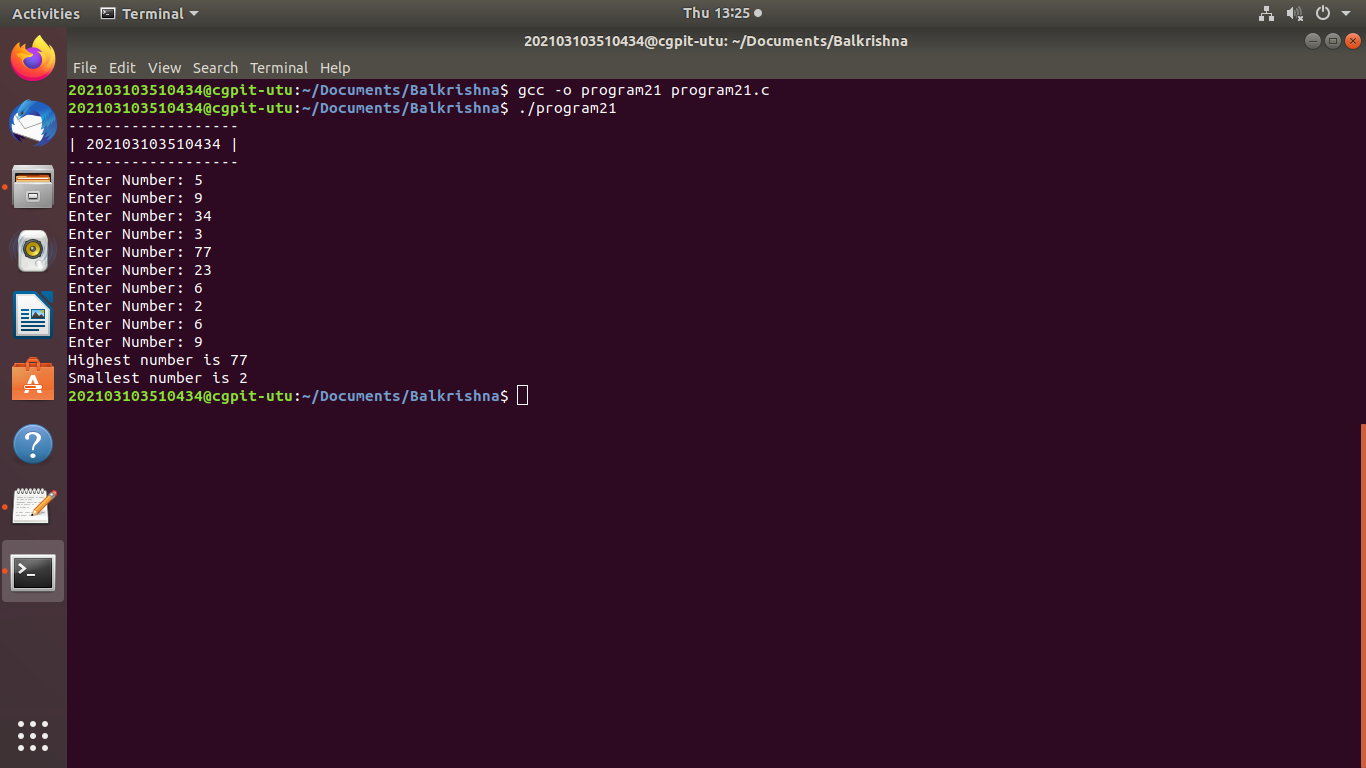 Activities Terminal Thu 13:25
202103103510434@cgpit-utu: ~/Documents/Balkrishna
File Edit View Search Terminal Help
202103103510434@cgpit-utu:~/Documents/Balkrishna$ gcc -o program21 program21.c
202103103510434@cgpit-utu:~/Documents/Balkrishna$ ./program21
-------------------
| 202103103510434 |
-------------------
Enter Number: 5
Enter Number: 9
Enter Number: 34
Enter Number: 3
Enter Number: 77
Enter Number: 23
Enter Number: 6
Enter Number: 2
Enter Number: 6
Enter Number: 9
Highest number is 77
Smallest number is 2
202103103510434@cgpit-utu:~/Documents/Balkrishna$